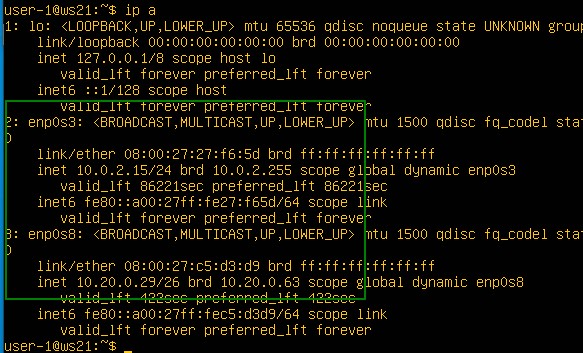 user-1@ws21:~$ ip a
1: lo: <LOOPBACK,UP,LOWER_UP> mtu 65536 qdisc noqueue state UNKNOWN group
link/loopback 00:00:00:00:00:00 brd 00:00:00:00:00:00
inet 127.0.0.1/8 scope host lo
valid_lft forever preferred_lft forever
inet6 ::1/128 scope host
valid_lft forever preferred_lft forever
2: enp0s3: <BROADCAST,MULTICAST,UP,LOWER_UP> mtu 1500 qdisc fq_codel stat
0
link/ether 08:00:27:27:f6:5d brd ff:ff:ff:ff:ff:ff
inet 10.0.2.15/24 brd 10.0.2.255 scope global dynamic enp0s3
valid_lft 86221sec preferred_lft 86221sec
inet6 fe80::a00:27ff:fe27:f65d/64 scope link
valid_lft forever preferred_lft forever
3: enp0s8: <BROADCAST,MULTICAST,UP,LOWER_UP> mtu 1500 qdisc fq_codel stat
0
link/ether 08:00:27:c5:d3:d9 brd ff:ff:ff:ff:ff:ff
inet 10.20.0.29/26 brd 10.20.0.63 scope global dynamic enp0s8
valid_lft 422sec preferred_lft 422sec
inet6 fe80::a00:27ff:fec5:d3d9/64 scope link
valid_lft forever preferred_lft forever
user-1@ws21:~$